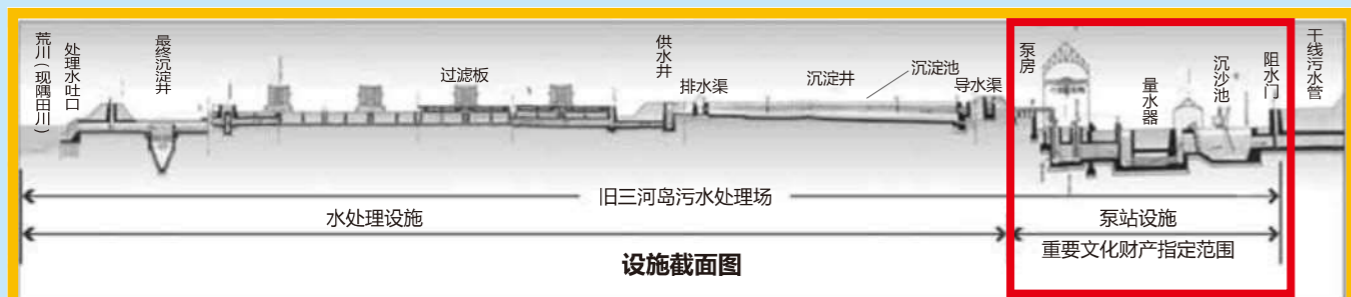 荒川（现隅田川）
处理水吐口
最终沉淀井
过滤板
供水井
排水渠
沉淀井
沉淀池
导水渠
泵房
量水器
沉沙池
阻水门
干线污水管
旧三河岛污水处理场
水处理设施
泵站设施
重要文化财产指定范围
设施截面图